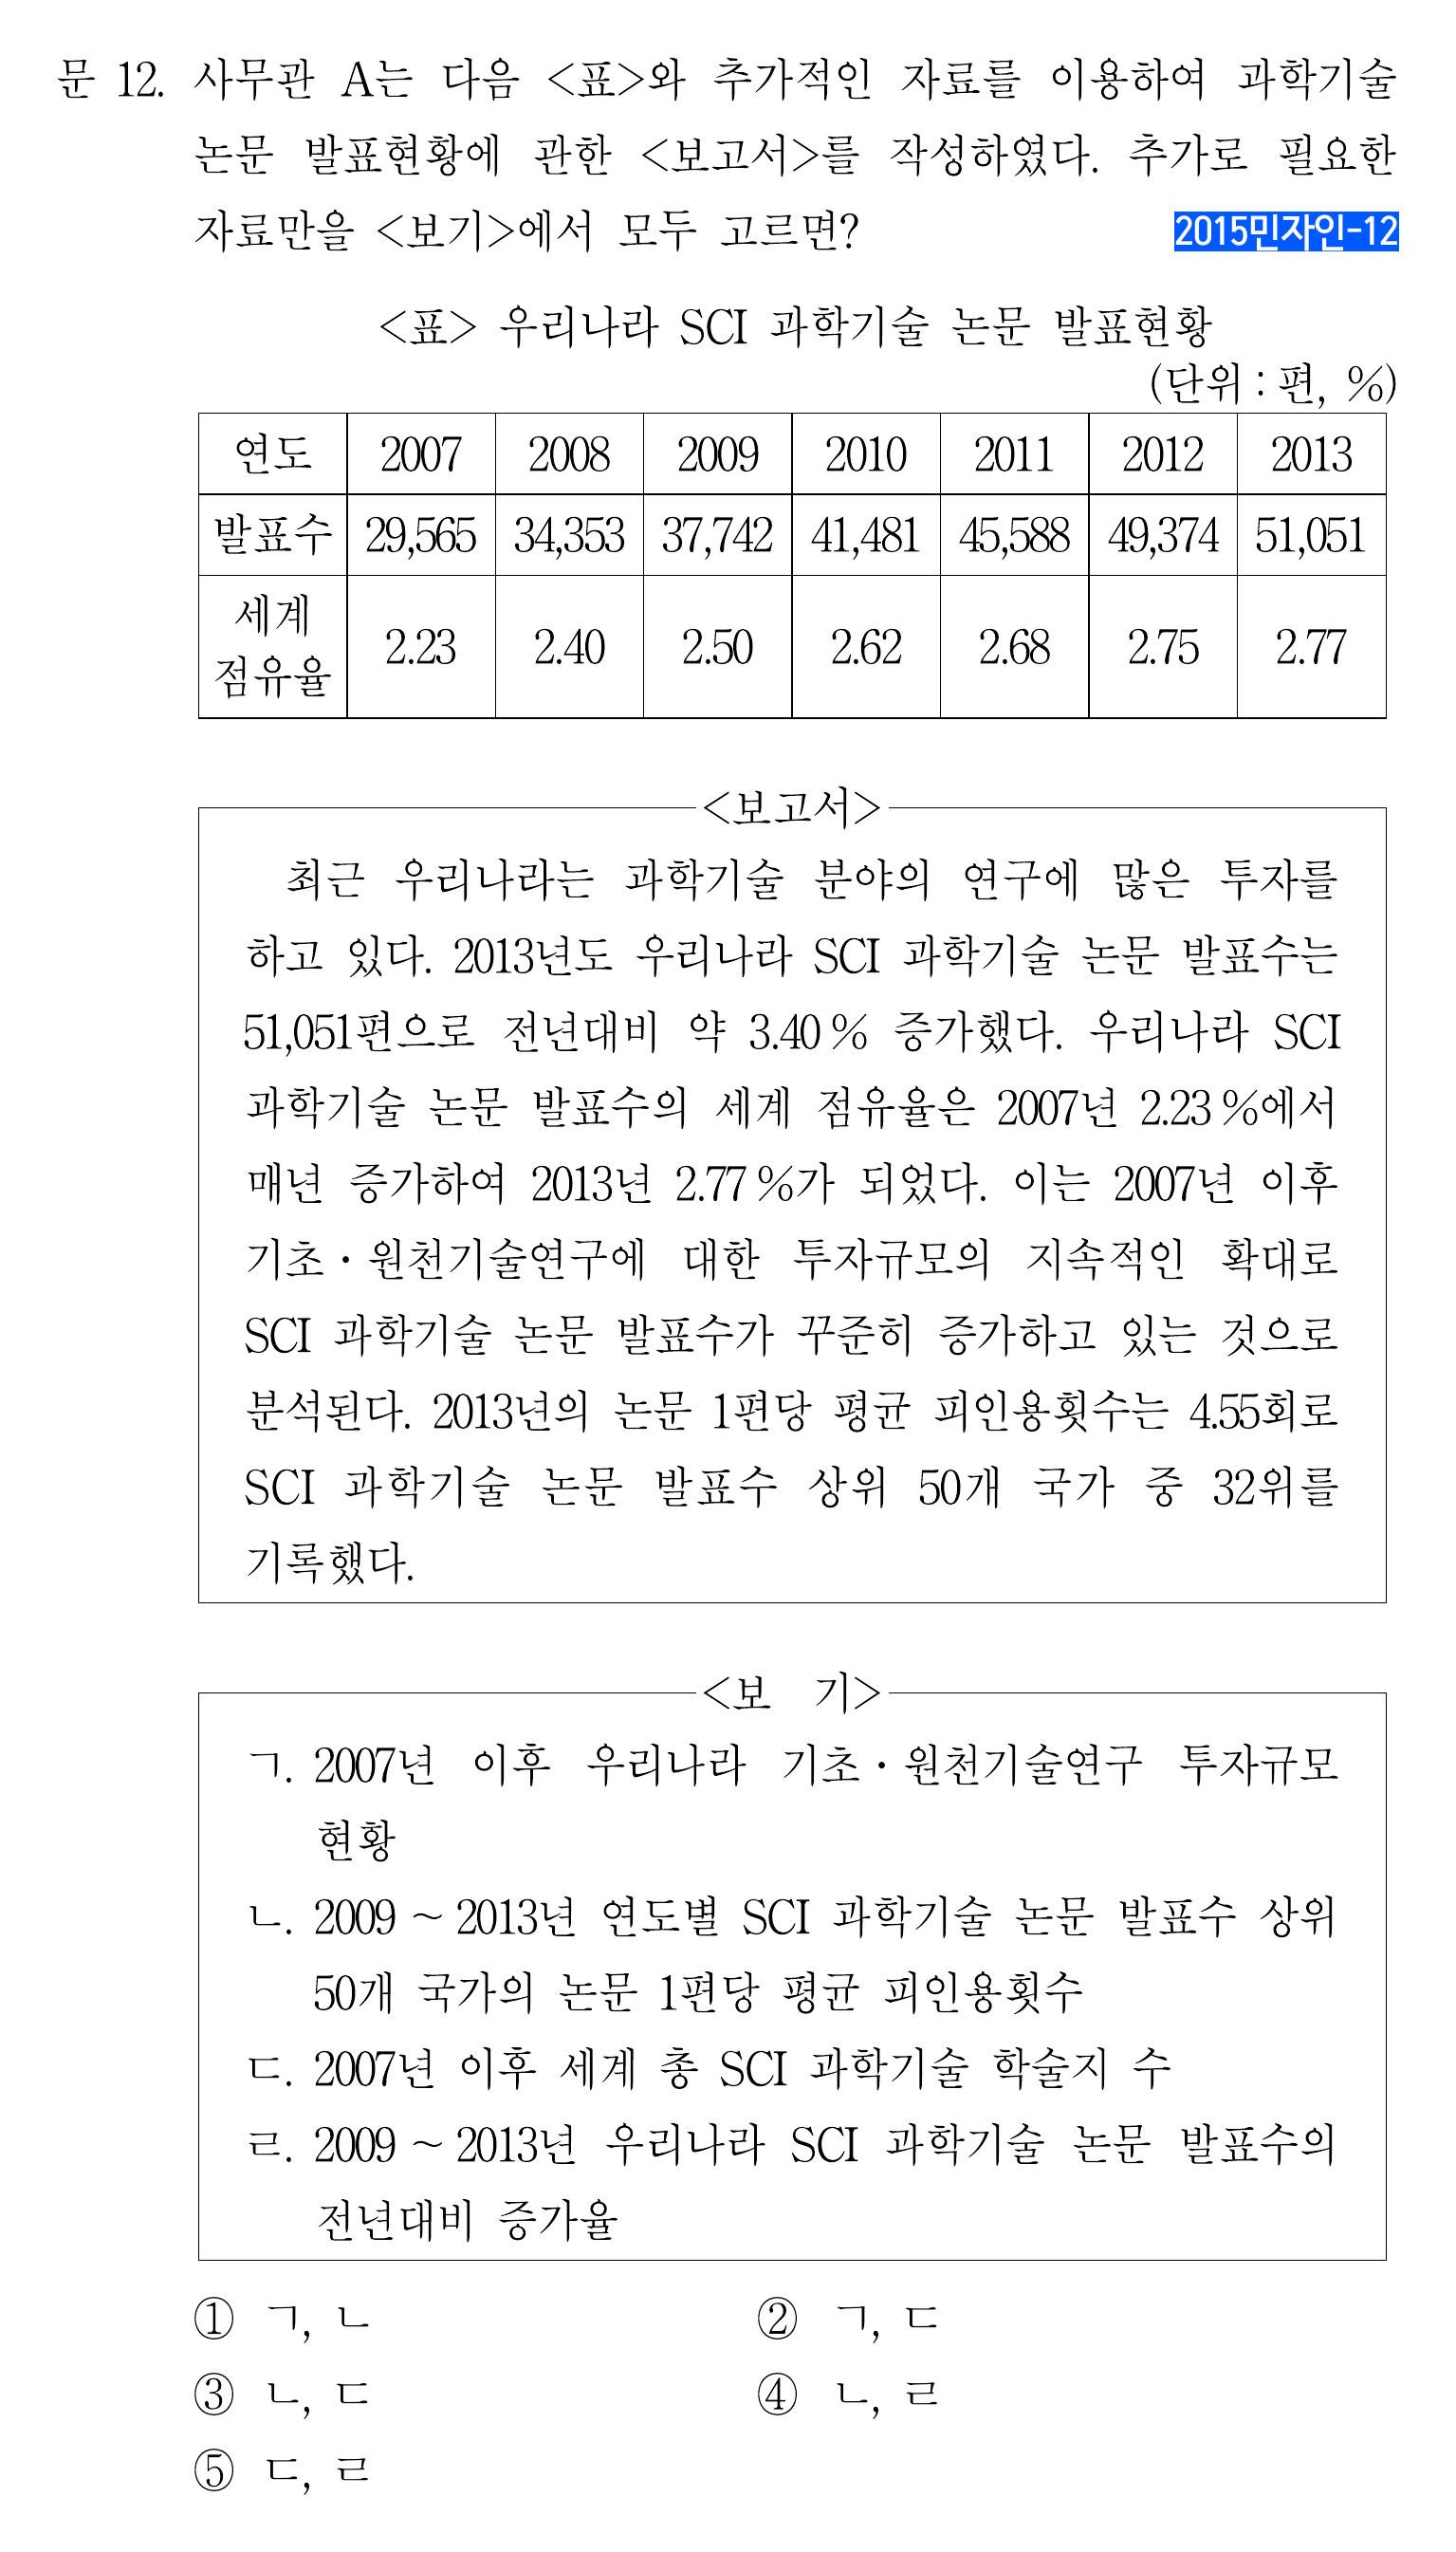 문 12. 사무관 A는 다음 <표>와 추가적인 자료를 이용하여 과학기술
논문 발표현황에 관한 <보고서>를 작성하였다. 추가로 필요한
자료만을 <보기>에서 모두 고르면?
2015민자인-12
<표> 우리나라 SCI 과학기술 논문 발표현황
(단위 : 편, %)
연도 2007 2008 2009 2010 2011 2012 2013
발표수 29,565 34,353 37,742 41,481 45,588 49,374 51,051
세계
점유율 2.23 2.40 2.50 2.62 2.68 2.75 2.77
<보고서>
최근 우리나라는 과학기술 분야의 연구에 많은 투자를
하고 있다. 2013년도 우리나라 SCI 과학기술 논문 발표수는
51,051편으로 전년대비 약 3.40 % 증가했다. 우리나라 SCI
과학기술 논문 발표수의 세계 점유율은 2007년 2.23 %에서
매년 증가하여 2013년 2.77 %가 되었다. 이는 2007년 이후
기초・원천기술연구에 대한 투자규모의 지속적인 확대로
SCI 과학기술 논문 발표수가 꾸준히 증가하고 있는 것으로
분석된다. 2013년의 논문 1편당 평균 피인용횟수는 4.55회로
SCI 과학기술 논문 발표수 상위 50개 국가 중 32위를
기록했다.
<보 기>
ㄱ. 2007년 이후 우리나라 기초・원천기술연구 투자규모
현황
ㄴ. 2009 ~ 2013년 연도별 SCI 과학기술 논문 발표수 상위
50개 국가의 논문 1편당 평균 피인용횟수
ㄷ. 2007년 이후 세계 총 SCI 과학기술 학술지 수
ㄹ. 2009 ~ 2013년 우리나라 SCI 과학기술 논문 발표수의
전년대비 증가율
① ㄱ, ㄴ ② ㄱ, ㄷ
③ ㄴ, ㄷ ④ ㄴ, ㄹ
⑤ ㄷ, ㄹ